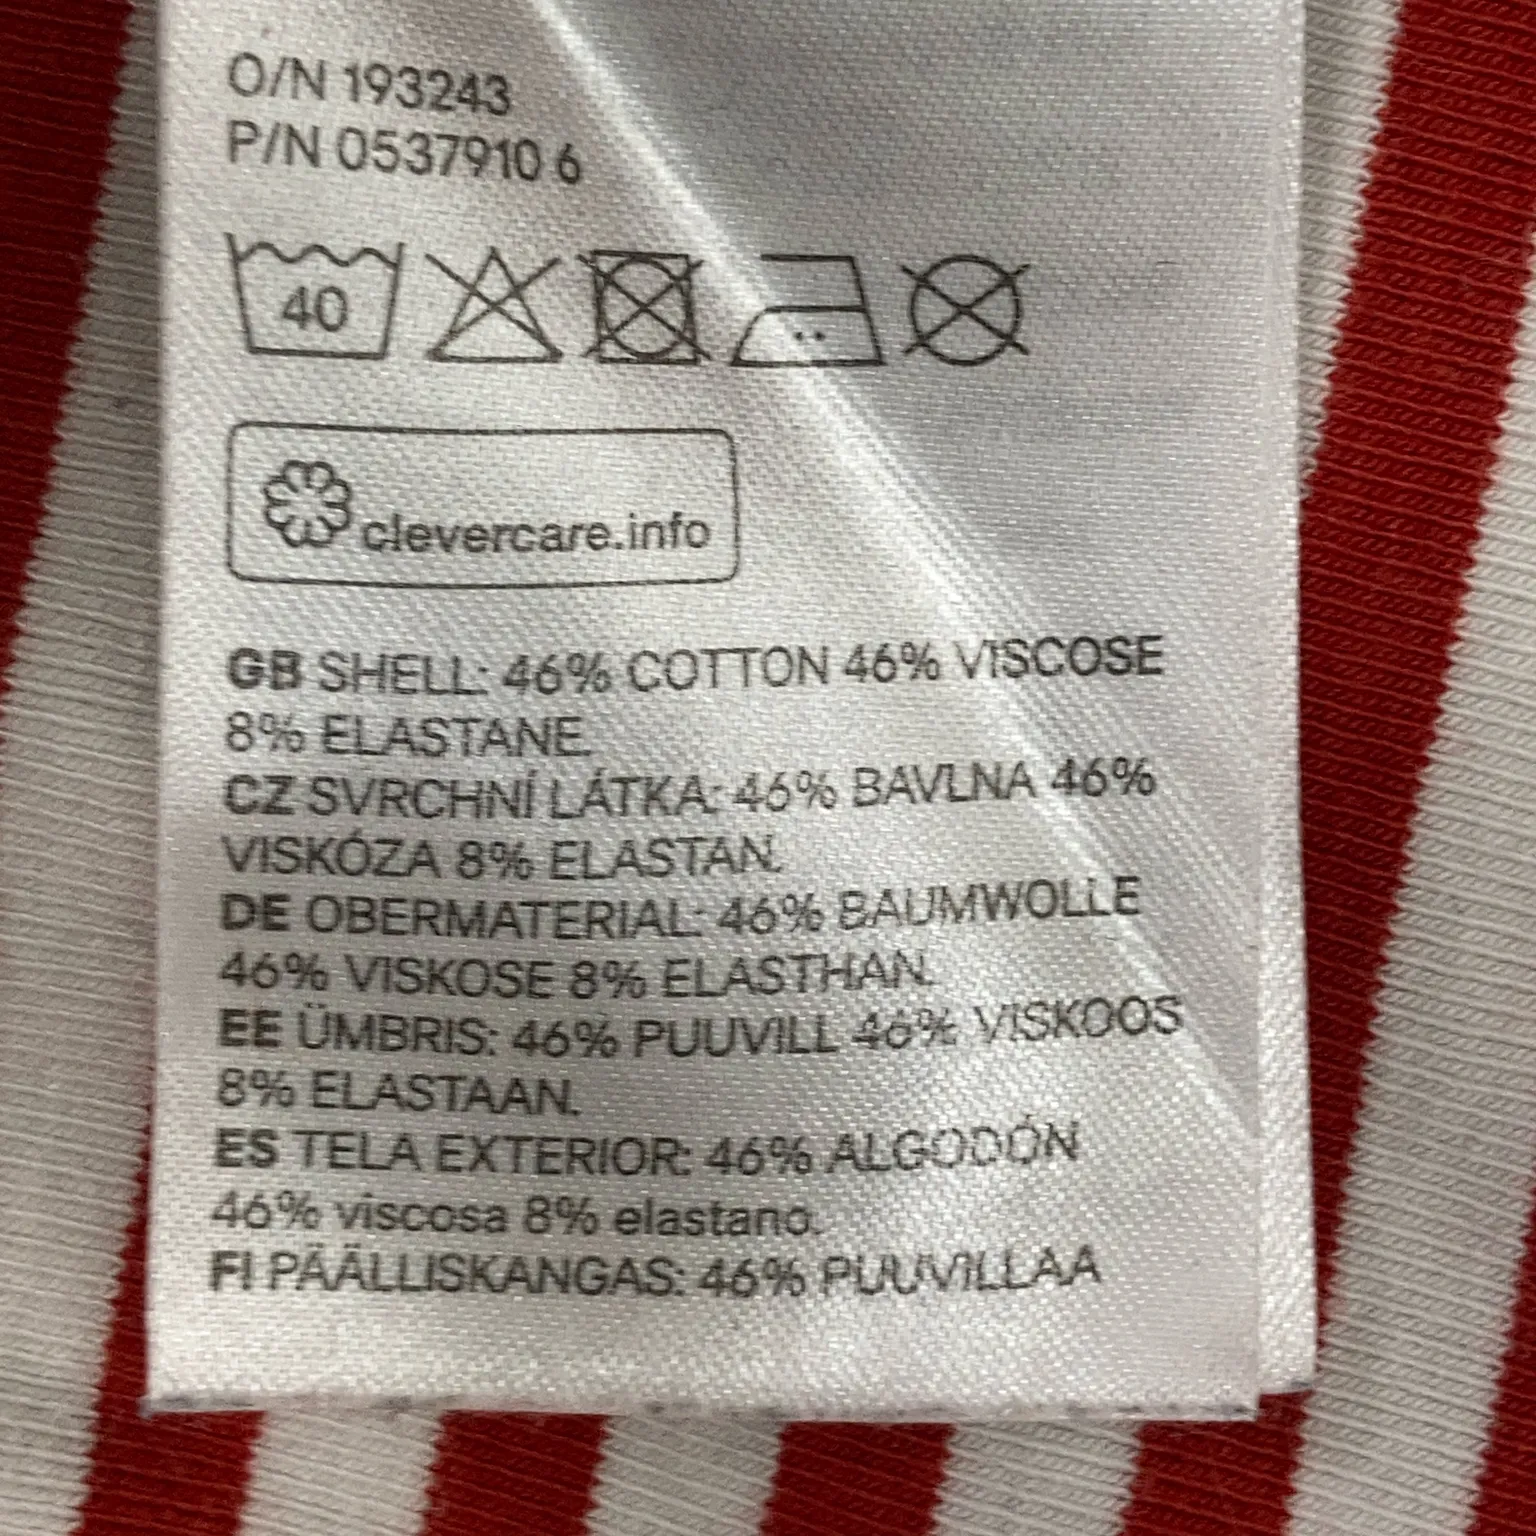 O/N 193243
P/N 0537910 6
40
clevercare.info
GB SHELL: 46% COTTON 46% VISCOSE
8% ELASTANE.
CZ SVRCHNÍ LÁTKA: 46% BAVLNA 46%
VISKÓZA 8% ELASTAN.
DE OBERMATERIAL: 46% BAUMWOLLE
46% VISKOSE 8% ELASTHAN.
EE ÜMBRIS: 46% PUUVILL 46% VISKOOS
8% ELASTAAN.
ES TELA EXTERIOR: 46% ALGODÓN
46% viscosa 8% elastano.
FI PÄÄLLISKANGAS: 46% PUUVILLAA